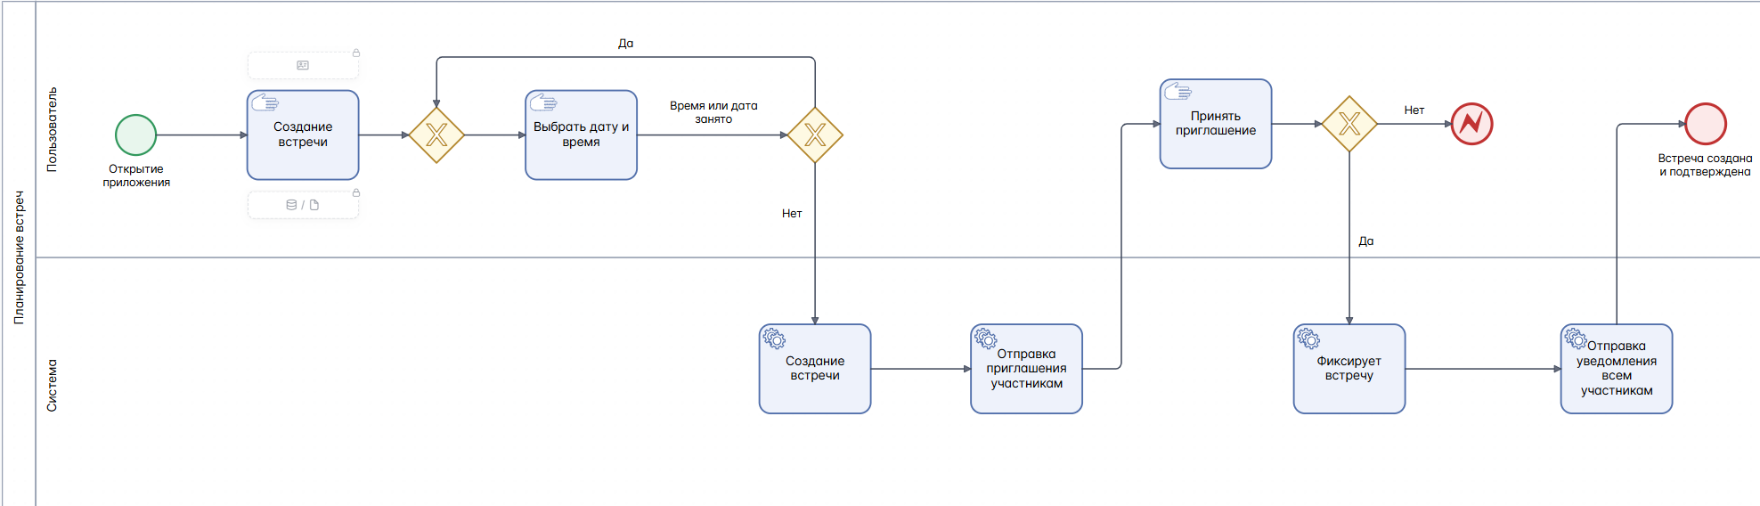 Планирование встреч
Пользователь
Открытие
приложения
Создание
встречи
Да
Выбрать дату и
время
Время или дата
занято
Нет
Принять
приглашение
Нет
Да
Встреча создана
и подтверждена
Система
Создание
встречи
Отправка
приглашения
участникам
Фиксирует
встречу
Отправка
уведомления
всем
участникам